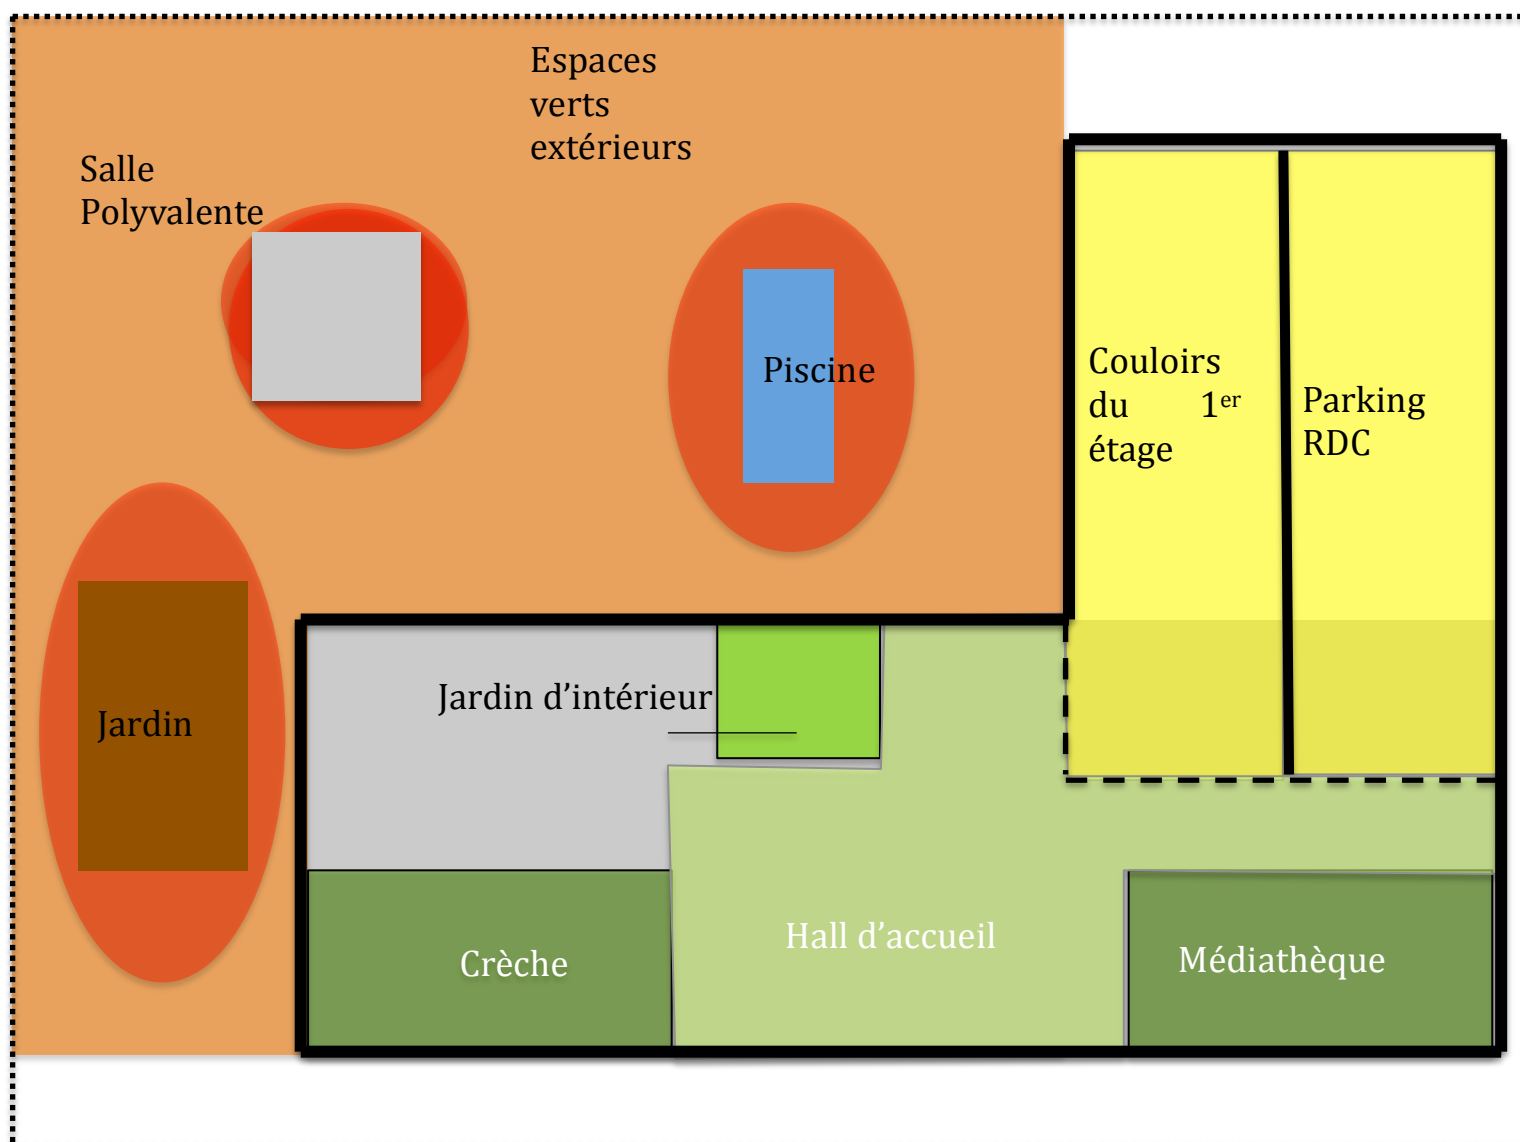 Espaces
verts
extérieurs
Salle
Polyvalente
Piscine
Couloirs
du 1er
étage
Parking
RDC
Jardin d’intérieur
Jardin
Crèche
Hall d’accueil
Médiathèque